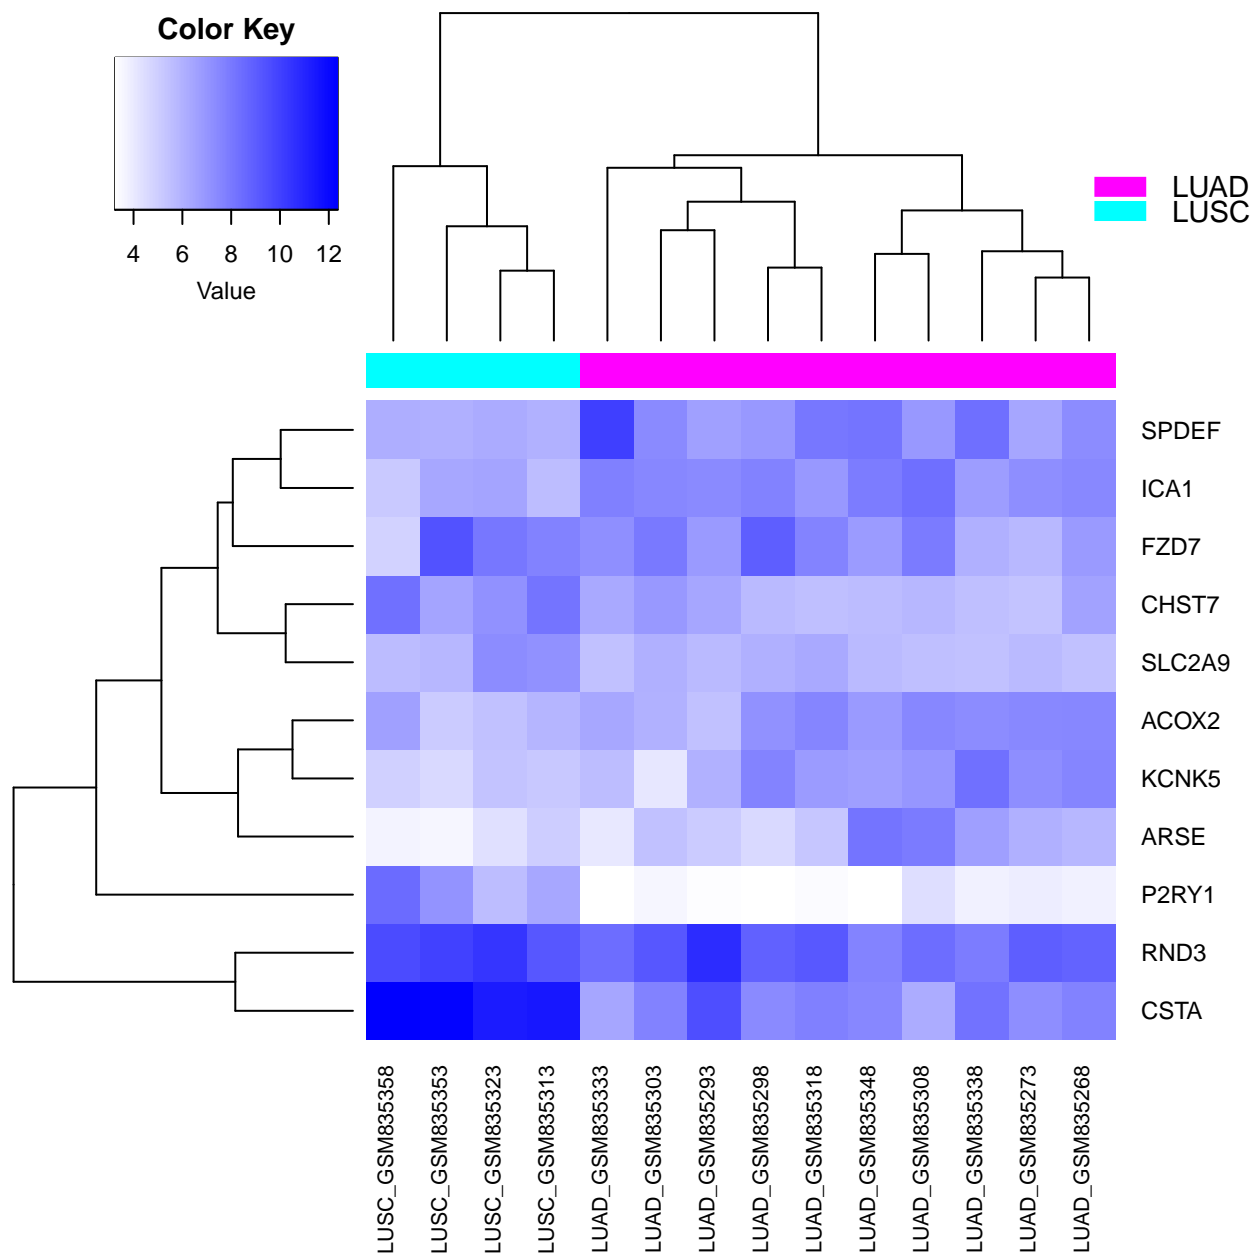 Color Key
4 6 8 10 12
Value
LUAD
LUSC
SPDEF
ICA1
FZD7
CHST7
SLC2A9
ACOX2
KCNK5
ARSE
P2RY1
RND3
CSTA
LUSC_GSM835358
LUSC_GSM835353
LUSC_GSM835323
LUSC_GSM835313
LUAD_GSM835333
LUAD_GSM835303
LUAD_GSM835293
LUAD_GSM835298
LUAD_GSM835318
LUAD_GSM835348
LUAD_GSM835308
LUAD_GSM835338
LUAD_GSM835273
LUAD_GSM835268